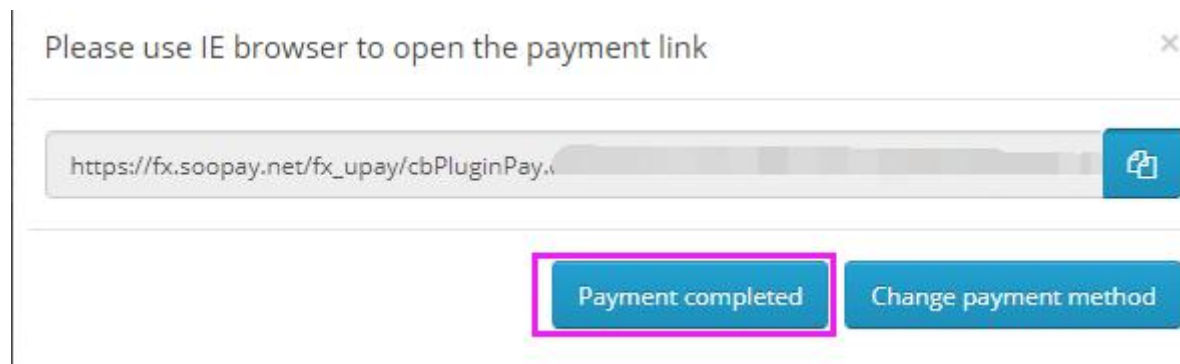 Please use IE browser to open the payment link
https://fx.soopay.net/fx_upay/cbPluginPay.
Payment completed
Change payment method